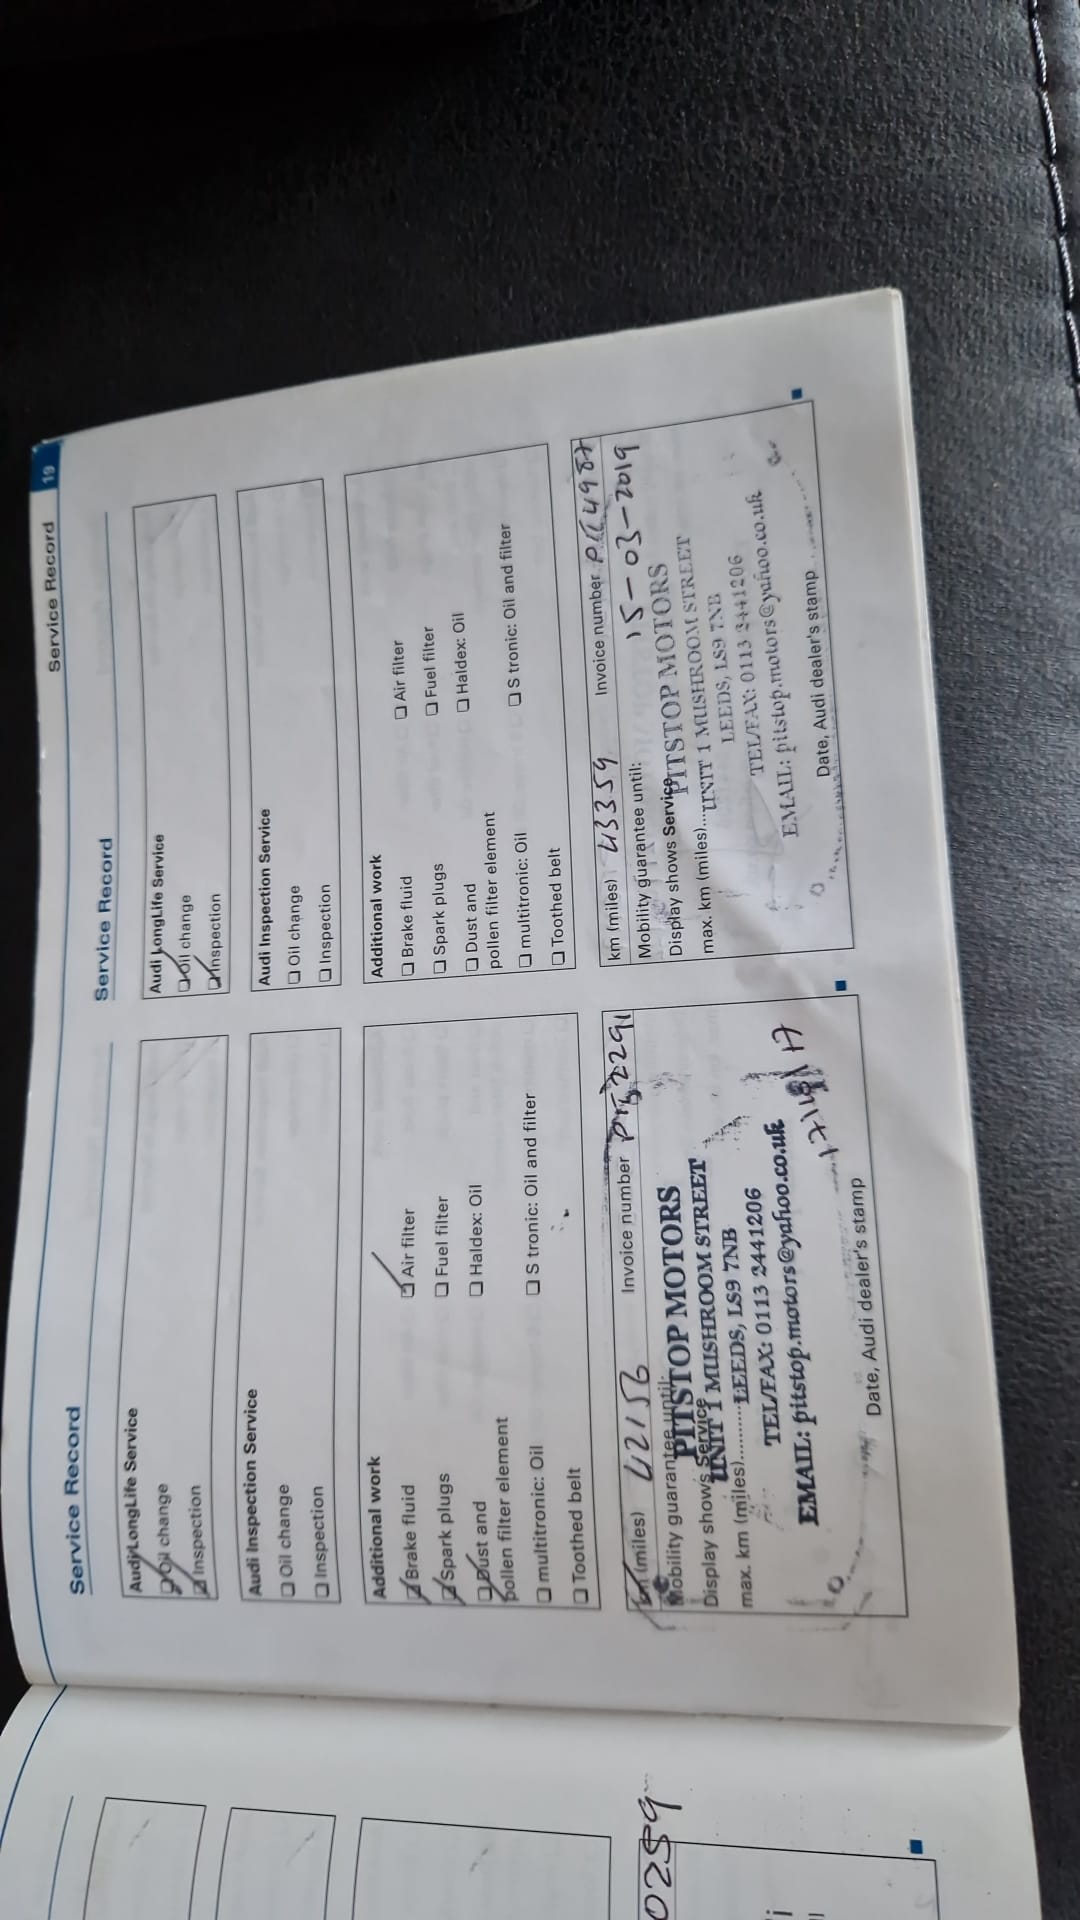 Service Record 19
Service Record
Audi LongLife Service
Oil change
Inspection
Audi Inspection Service
❏ Oil change
❏ Inspection
Additional work
Brake fluid
Air filter
Spark plugs
❏ Fuel filter
Dust and
pollen filter element
❏ Haldex: Oil
❏ multitronic: Oil
❏ S tronic: Oil and filter
❏ Toothed belt
km (miles) 42156 Invoice number
Mobility guarantee until:
PITSTOP MOTORS
Display shows Service
UNIT 1 MUSHROOM STREET
max. km (miles)..........LEEDS, LS9 7NB
TEL/FAX: 0113 2441206
EMAIL: pitstop.motors@yahoo.co.uk
Date, Audi dealer's stamp
Service Record
Audi LongLife Service
Oil change
Inspection
Audi Inspection Service
❏ Oil change
❏ Inspection
Additional work
❏ Brake fluid
❏ Air filter
❏ Spark plugs
❏ Fuel filter
❏ Dust and
pollen filter element
❏ Haldex: Oil
❏ multitronic: Oil
❏ S tronic: Oil and filter
❏ Toothed belt
km (miles) 43359 Invoice number
Mobility guarantee until: 15-03-2019
PITSTOP MOTORS
Display shows Service
UNIT 1 MUSHROOM STREET
max. km (miles)...
LEEDS, LS9 7NB
TEL/FAX: 0113 2441206
EMAIL: pitstop.motors@yahoo.co.uk
Date, Audi dealer's stamp
0259